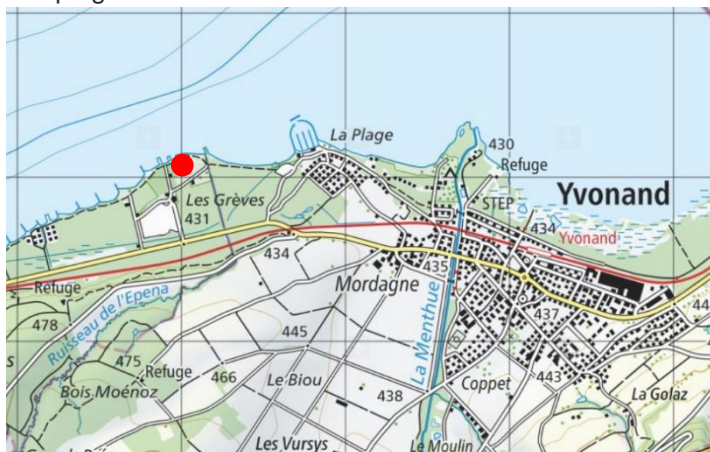 La Plage
430
Refuge
Les Grèves
431
STEP
Yvonand
434
Yvonand
434
435
Mordagne
Refuge
Ruisseau de l'Epena
478
La Menthue
437
44
445
475
Refuge
466
Le Biou
438
Coppet
443
La Golaz
Bois Moénoz
Les Vursys
Le Moulin